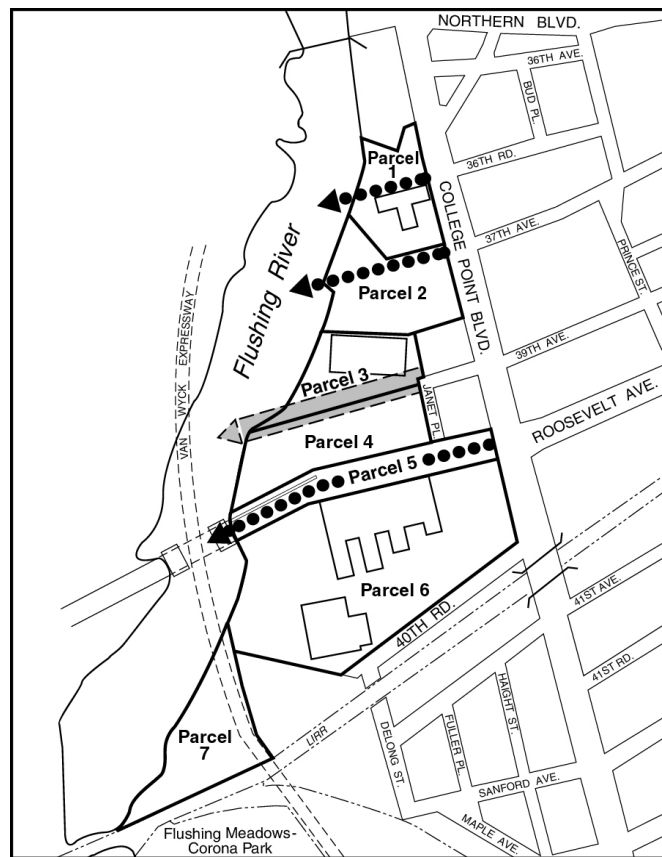 NORTHERN BLVD.
36TH AVE.
BUD PL.
Parcel
1
36TH RD.
COLLEGE POINT BLVD.
37TH AVE.
PRINCE ST.
Flushing River
Parcel 2
VAN WYCK EXPRESSWAY
39TH AVE.
Parcel 3
JANET PL.
ROOSEVELT AVE.
Parcel 4
Parcel 5
Parcel 6
40TH RD.
41ST AVE.
41ST RD.
HAIGHT ST.
FULLER PL.
DELONG ST.
LIRR
Parcel
7
SANFORD AVE.
MAPLE AVE.
Flushing Meadows-
Corona Park